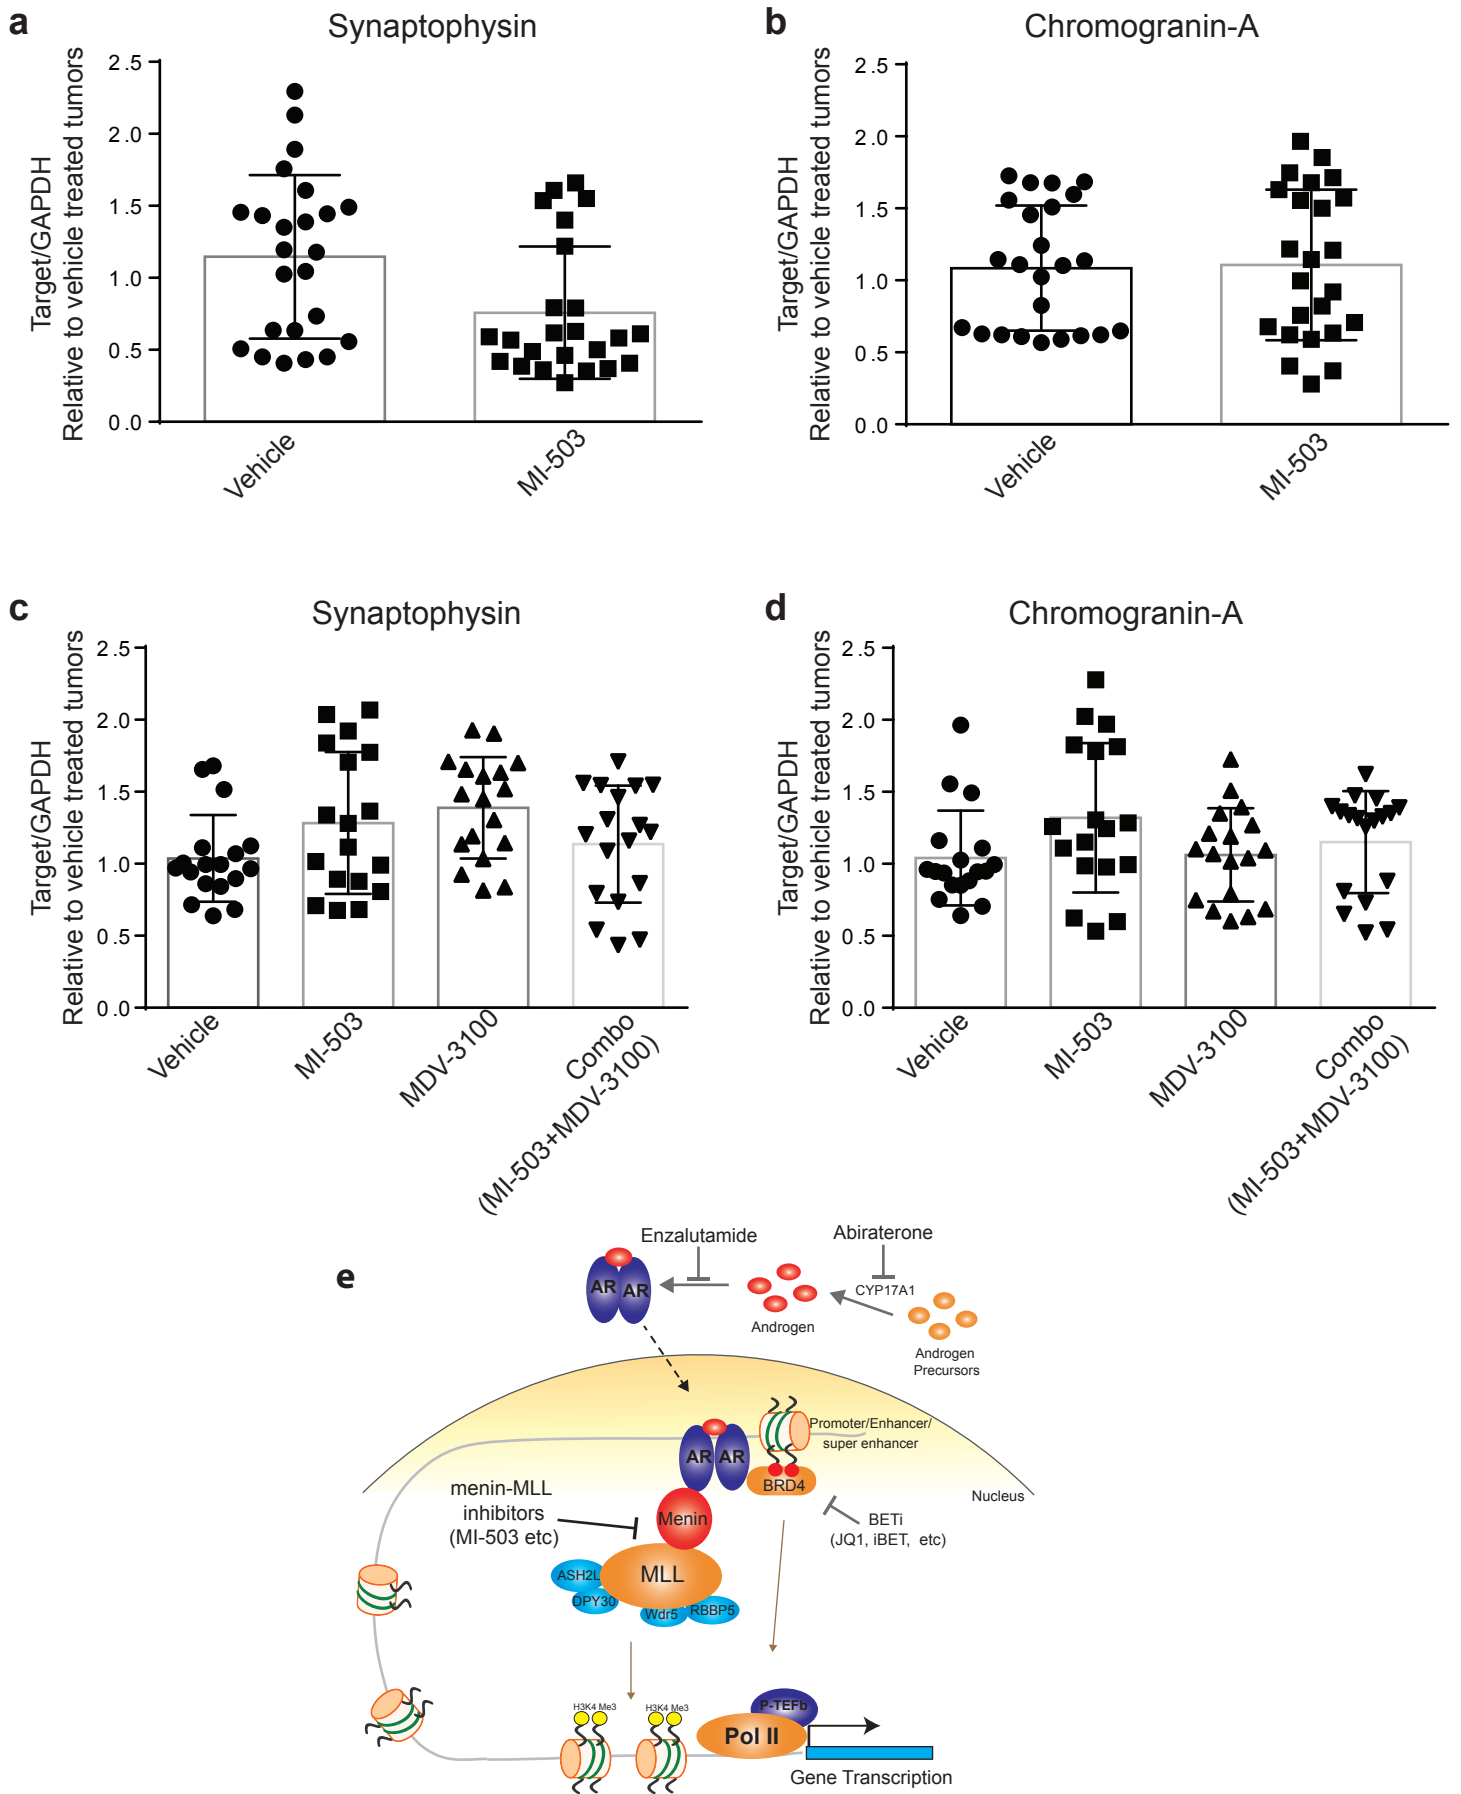 a
Synaptophysin
Target/GAPDH
Relative to vehicle treated tumors
2.5
2.0
1.5
1.0
0.5
0.0
Vehicle
MI-503
b
Chromogranin-A
Target/GAPDH
Relative to vehicle treated tumors
2.5
2.0
1.5
1.0
0.5
0.0
Vehicle
MI-503
c
Synaptophysin
Target/GAPDH
Relative to vehicle treated tumors
2.5
2.0
1.5
1.0
0.5
0.0
Vehicle
MI-503
MDV-3100
Combo
(MI-503+MDV-3100)
d
Chromogranin-A
Target/GAPDH
Relative to vehicle treated tumors
2.5
2.0
1.5
1.0
0.5
0.0
Vehicle
MI-503
MDV-3100
Combo
(MI-503+MDV-3100)
e
Enzalutamide
Abiraterone
AR
AR
CYP17A1
Androgen
Androgen
Precursors
Promoter/Enhancer/
super enhancer
AR
AR
BRD4
Nucleus
menin-MLL
inhibitors
(MI-503 etc)
Menin
BETi
(JQ1, iBET, etc)
ASH2L
MLL
DPY30
Wdr5
RBBP5
H3K4 Me3
H3K4 Me3
P-TEFb
Pol II
Gene Transcription